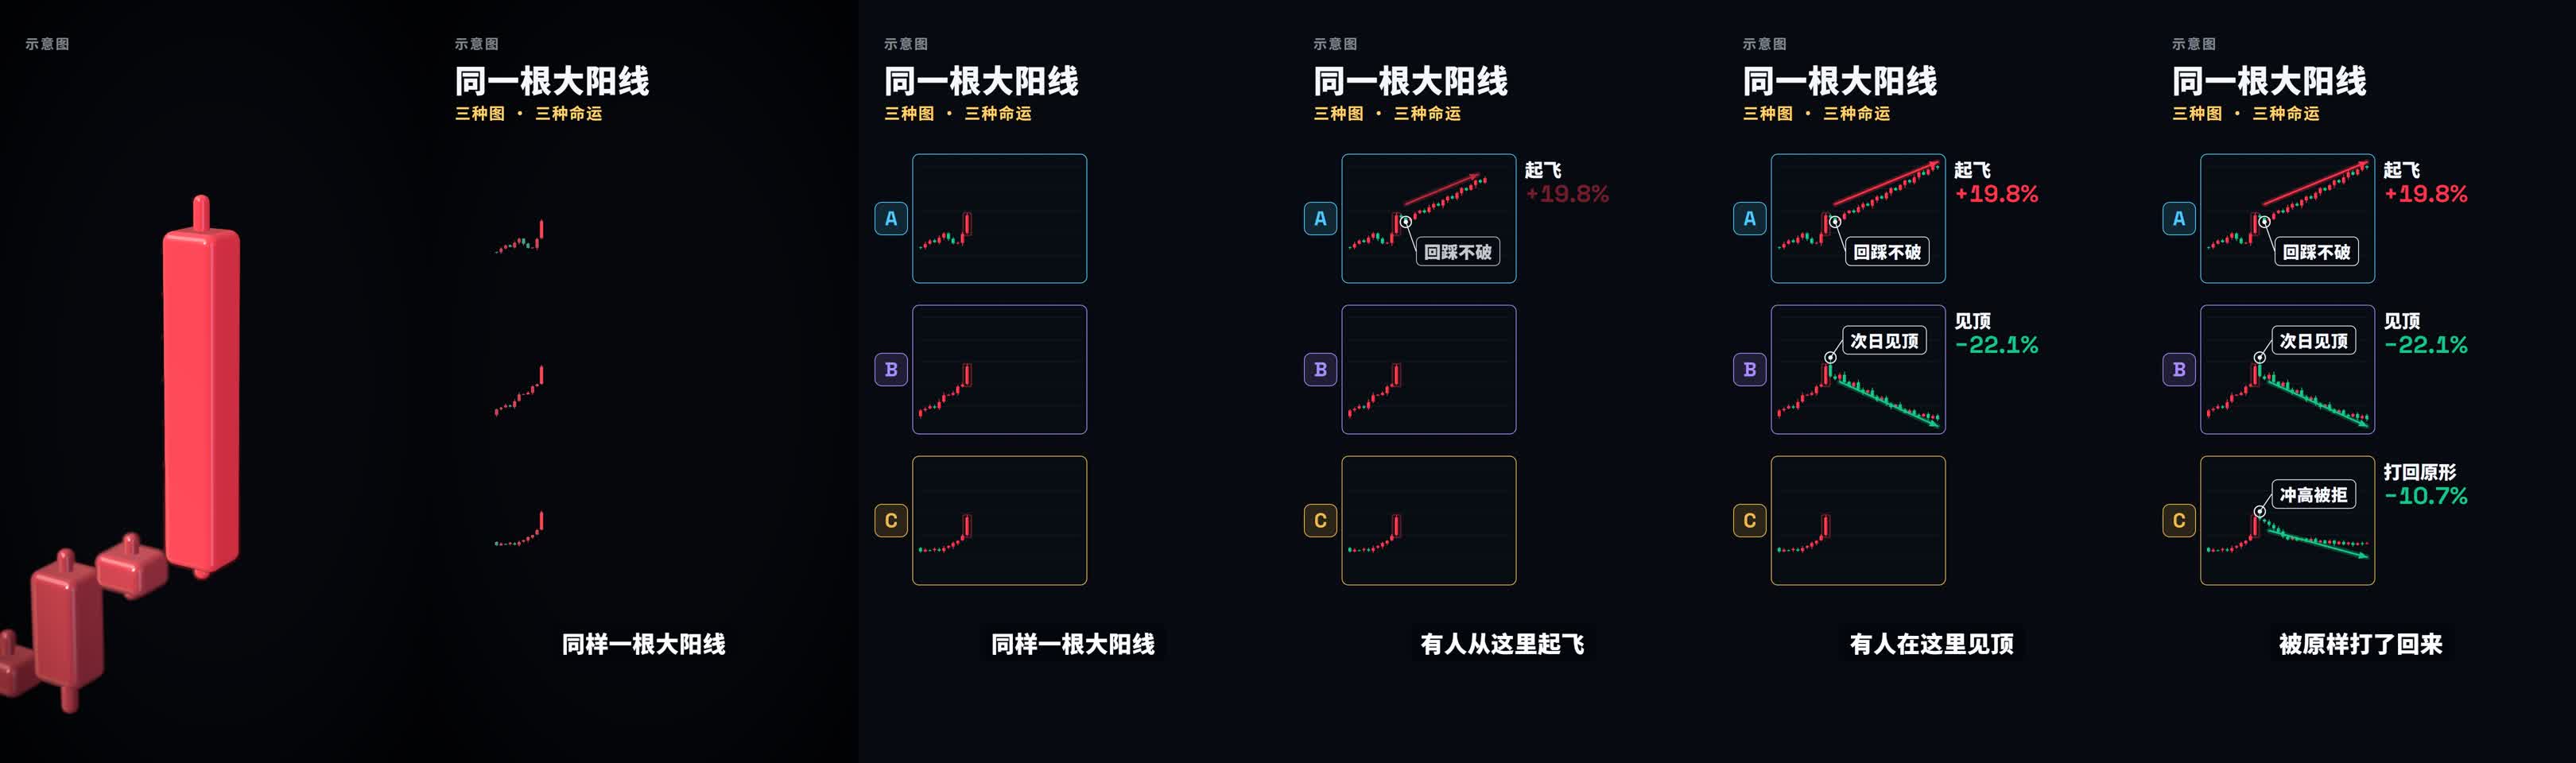 示意图
示意图
同一根大阳线
三种图 · 三种命运
同样一根大阳线
示意图
同一根大阳线
三种图 · 三种命运
A
B
C
同样一根大阳线
示意图
同一根大阳线
三种图 · 三种命运
A
起飞
+19.8%
回踩不破
B
C
有人从这里起飞
示意图
同一根大阳线
三种图 · 三种命运
A
起飞
+19.8%
回踩不破
B
见顶
-22.1%
次日见顶
C
有人在这里见顶
示意图
同一根大阳线
三种图 · 三种命运
A
起飞
+19.8%
回踩不破
B
见顶
-22.1%
次日见顶
C
打回原形
-10.7%
冲高被拒
被原样打了回来